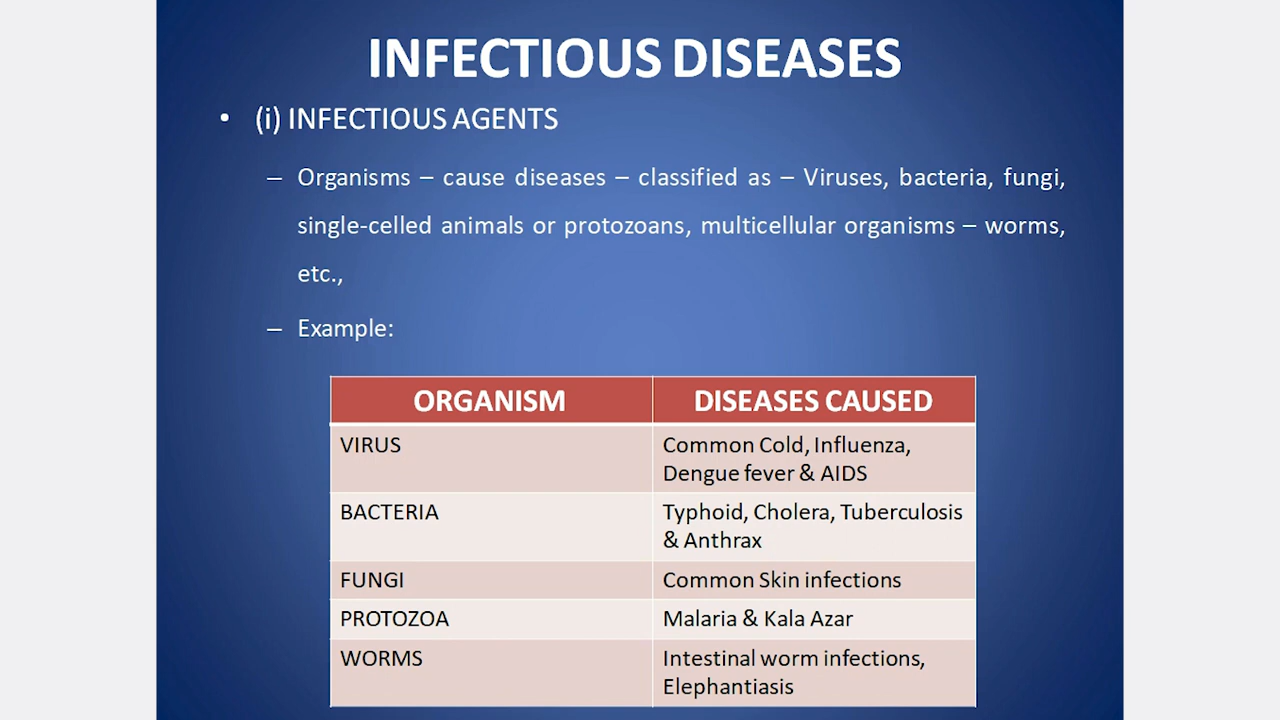 INFECTIOUS DISEASES
• (i) INFECTIOUS AGENTS
– Organisms – cause diseases – classified as – Viruses, bacteria, fungi,
single-celled animals or protozoans, multicellular organisms – worms,
etc.,
– Example:
ORGANISM DISEASES CAUSED
VIRUS Common Cold, Influenza,
Dengue fever & AIDS
BACTERIA Typhoid, Cholera, Tuberculosis
& Anthrax
FUNGI Common Skin infections
PROTOZOA Malaria & Kala Azar
WORMS Intestinal worm infections,
Elephantiasis